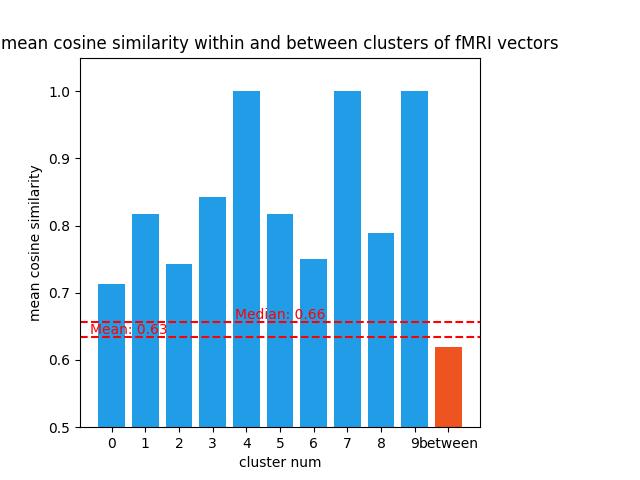 mean cosine similarity within and between clusters of fMRI vectors
1.0
0.9
0.8
0.7
0.6
0.5
mean cosine similarity
Median: 0.66
Mean: 0.63
0 1 2 3 4 5 6 7 8 9 between
cluster num